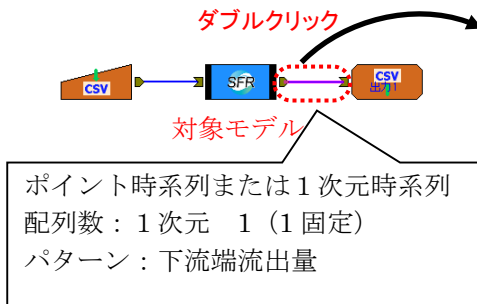 ダブルクリック
CSV
SFR
CSV
出力1
対象モデル
ポイント時系列または１次元時系列
配列数：１次元　1（1 固定）
パターン：下流端流出量